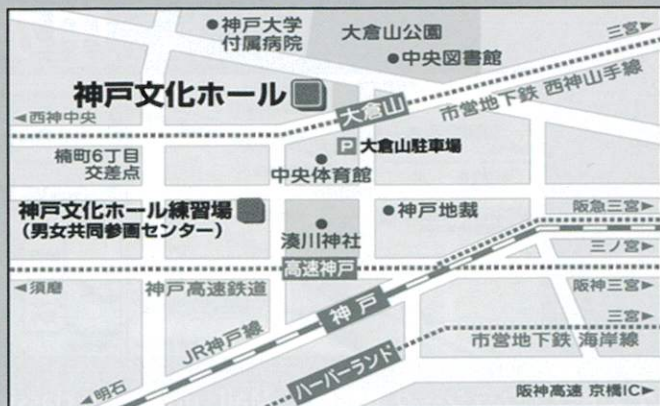 神戸大学
付属病院
大倉山公園
中央図書館
三宮▶
神戸文化ホール
◀西神中央
大倉山
市営地下鉄 西神山手線
P 大倉山駐車場
楠町6丁目
交差点
中央体育館
神戸文化ホール練習場
(男女共同参画センター)
神戸地裁
阪急三宮▶
湊川神社
三ノ宮▶
高速神戸
◀須磨
神戸高速鉄道
阪神三宮▶
神戸
三宮▶
JR神戸線
市営地下鉄 海岸線
ハーバーランド
◀明石
阪神高速 京橋IC▶